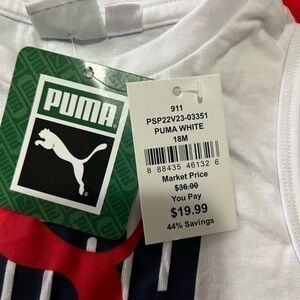 PUMA
911
PSP22V23-03351
PUMA WHITE
18M
8 88435 46132 6
Market Price
$36.00
You Pay
$19.99
44% Savings